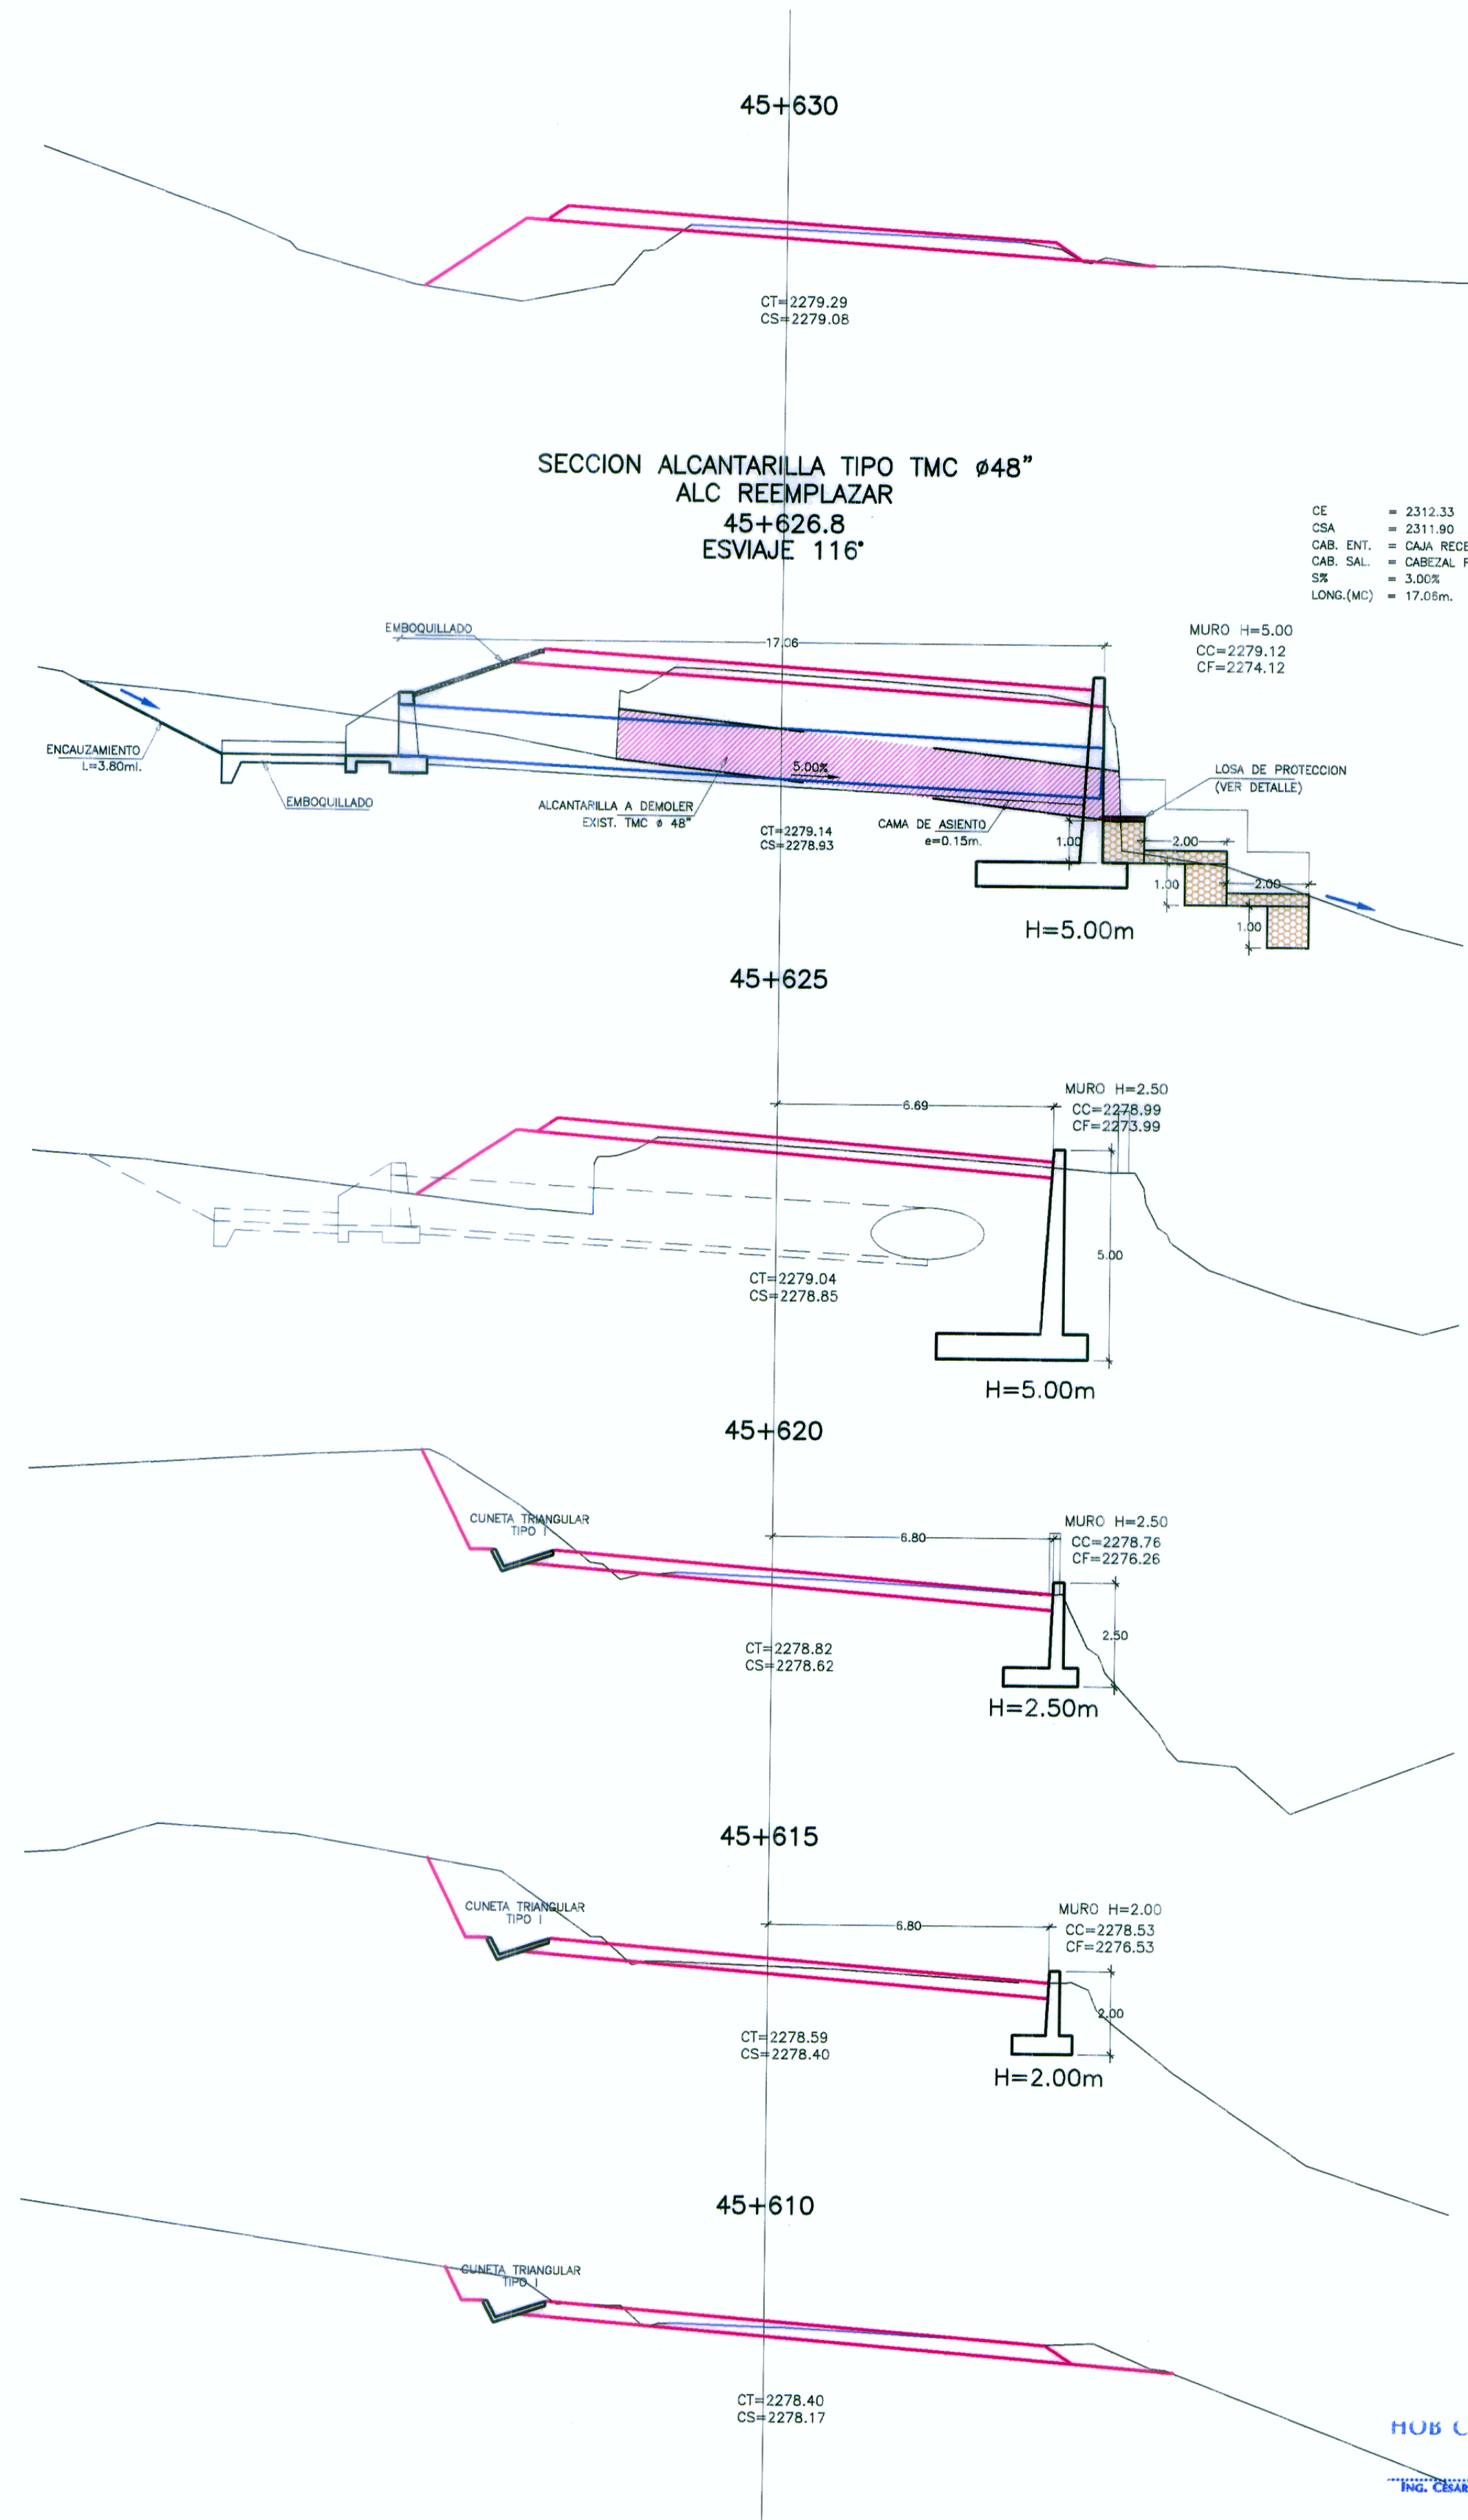 45+630
CT=2279.29
CS=2279.08
SECCION ALCANTARILLA TIPO TMC ø48"
ALC REEMPLAZAR
45+626.8
ESVIAJE 116°
CE = 2312.33
CSA = 2311.90
CAB. ENT. = CAJA
CAB. SAL. = CABEZAL
S% = 3.00%
LONG.(MC) = 17.06m.
EMBOQUILLADO
17.06
MURO H=5.00
CC=2279.12
CF=2274.12
ENCAUZAMIENTO
L=3.80ml.
EMBOQUILLADO
5.00%
ALCANTARILLA A DEMOLER
EXIST. TMC ø 48"
CT=2279.14
CS=2278.93
CAMA DE ASIENTO
e=0.15m.
LOSA DE PROTECCION
(VER DETALLE)
1.00
2.00
1.00
2.00
1.00
H=5.00m
45+625
6.69
MURO H=2.50
CC=2278.99
CF=2273.99
5.00
CT=2279.04
CS=2278.85
H=5.00m
45+620
CUNETA TRIANGULAR
TIPO I
6.80
MURO H=2.50
CC=2278.76
CF=2276.26
2.50
CT=2278.82
CS=2278.62
H=2.50m
45+615
CUNETA TRIANGULAR
TIPO I
6.80
MURO H=2.00
CC=2278.53
CF=2276.53
2.00
CT=2278.59
CS=2278.40
H=2.00m
45+610
CUNETA TRIANGULAR
TIPO I
CT=2278.40
CS=2278.17
HOB
ING. CESAR